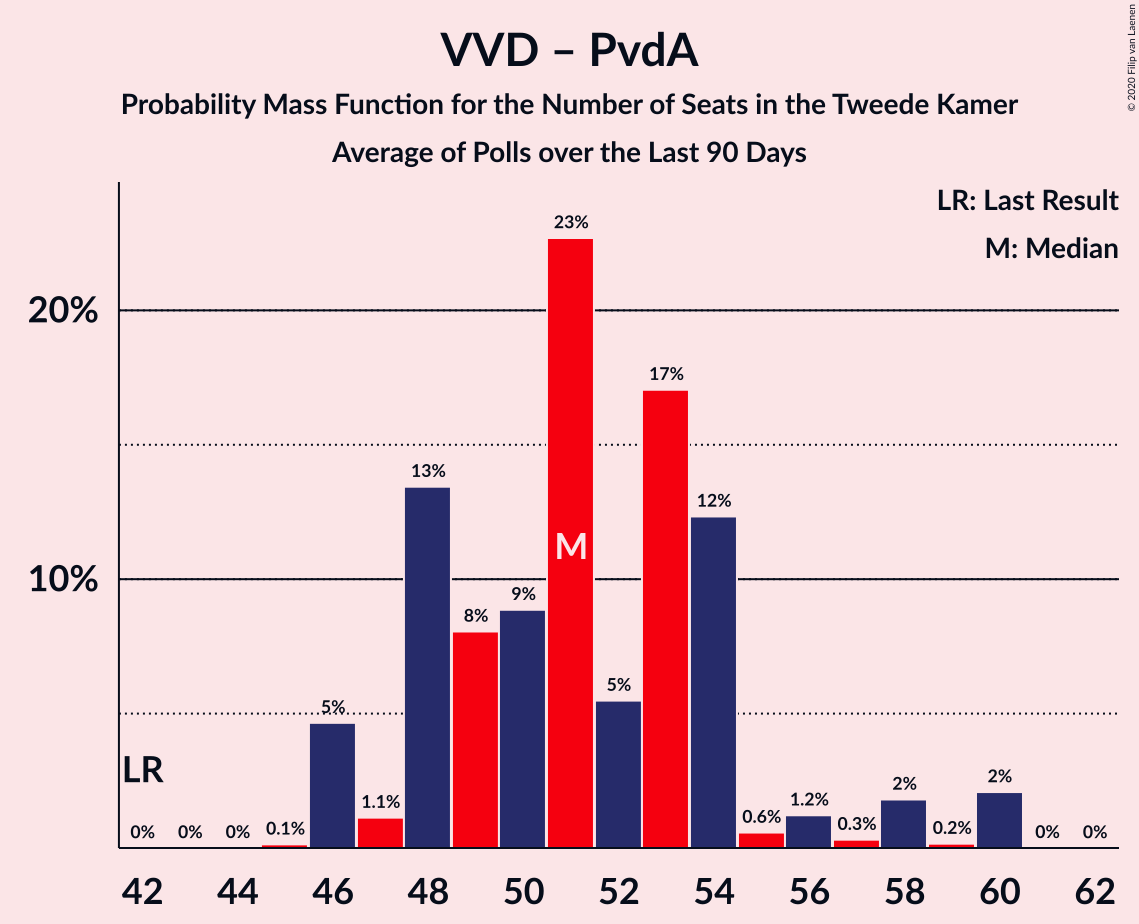 VVD – PvdA
Probability Mass Function for the Number of Seats in the Tweede Kamer
Average of Polls over the Last 90 Days
© 2020 Filip van Laenen
LR: Last Result
M: Median
20%
10%
LR
M
0%
0%
0%
0.1%
5%
1.1%
13%
8%
9%
23%
5%
17%
12%
0.6%
1.2%
0.3%
2%
0.2%
2%
0%
0%
42 44 46 48 50 52 54 56 58 60 62